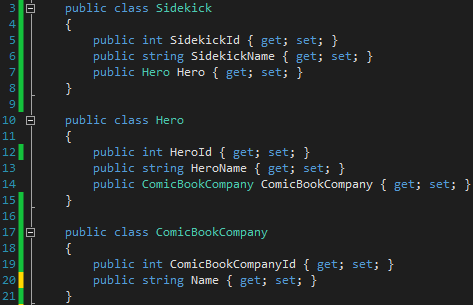 3 public class Sidekick
4 {
5 public int SidekickId { get; set; }
6 public string SidekickName { get; set; }
7 public Hero Hero { get; set; }
8 }
9
10 public class Hero
11 {
12 public int HeroId { get; set; }
13 public string HeroName { get; set; }
14 public ComicBookCompany ComicBookCompany { get; set; }
15 }
16
17 public class ComicBookCompany
18 {
19 public int ComicBookCompanyId { get; set; }
20 public string Name { get; set; }
21 }